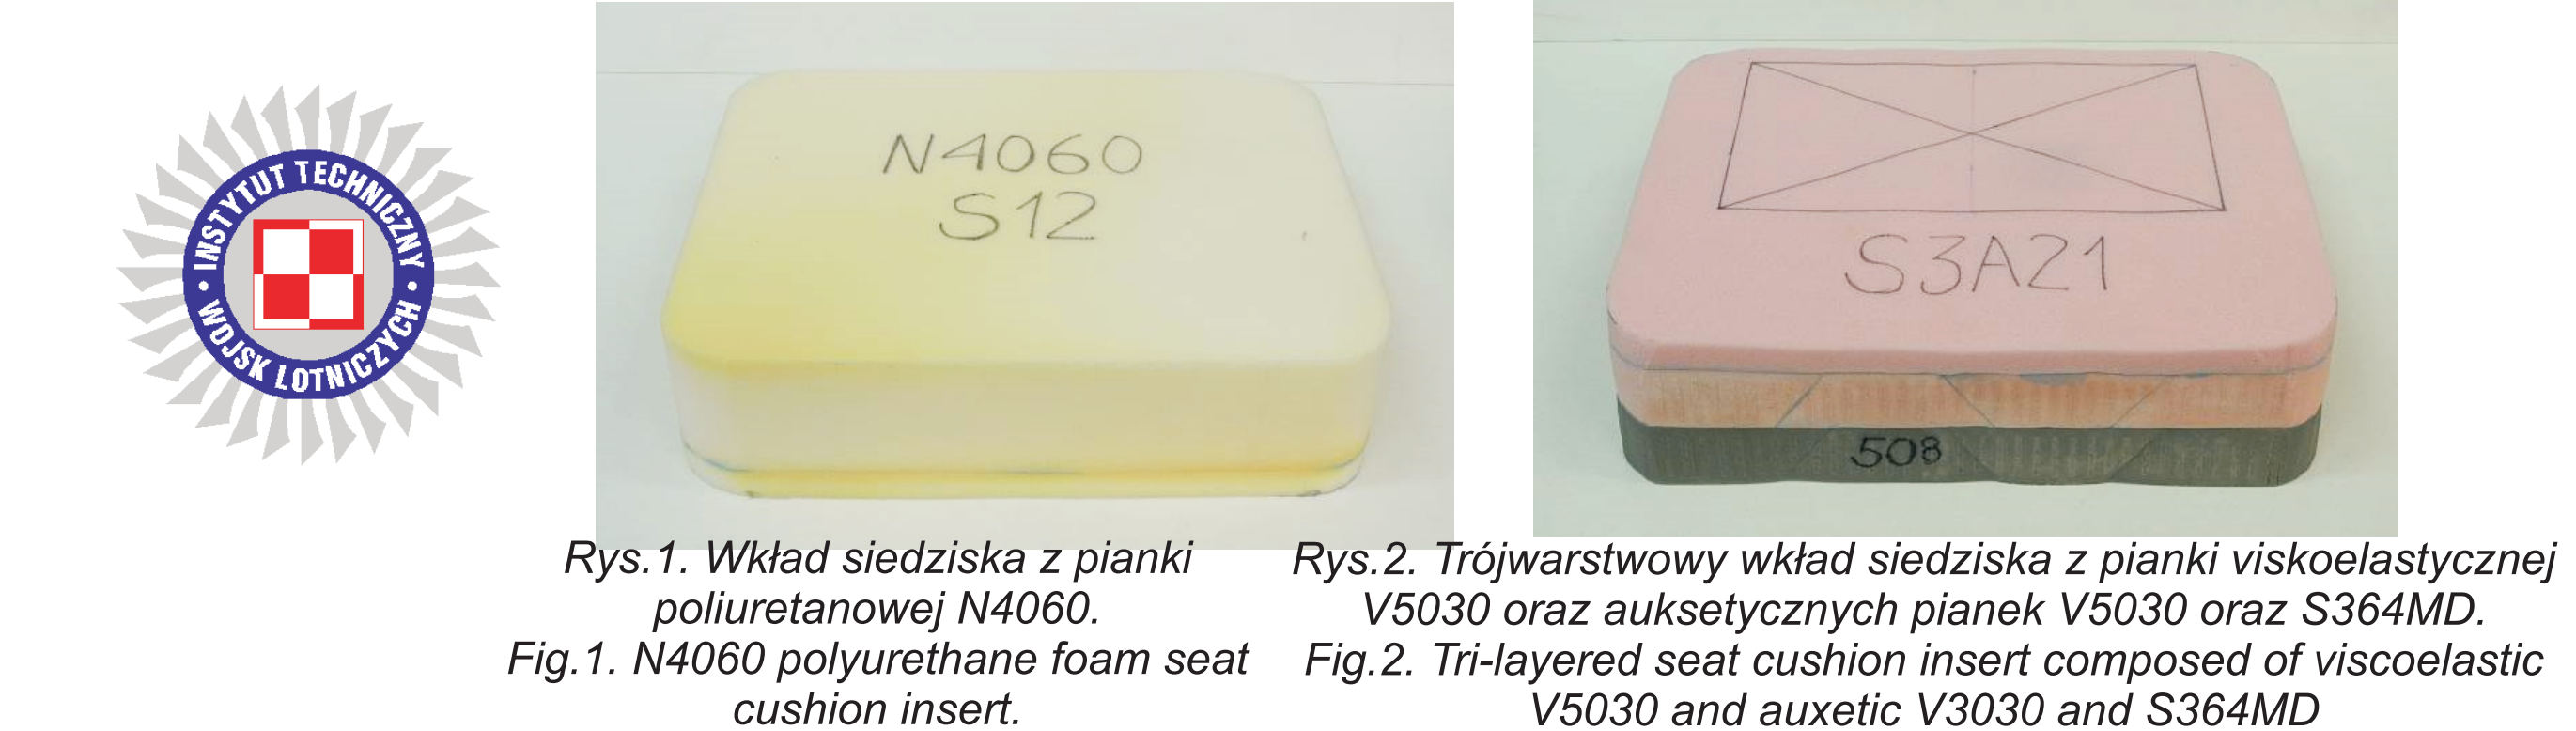 INSTYTUT TECHNICZNY
• WOJSK LOTNICZYCH •
N4060
S12
S3A21
508
Rys.1. Wkład siedziska z pianki
poliuretanowej N4060.
Fig.1. N4060 polyurethane foam seat
cushion insert.
Rys.2. Trójwarstwowy wkład siedziska z pianki viskoelastycznej
V5030 oraz auksetycznych pianek V5030 oraz S364MD.
Fig.2. Tri-layered seat cushion insert composed of viscoelastic
V5030 and auxetic V3030 and S364MD